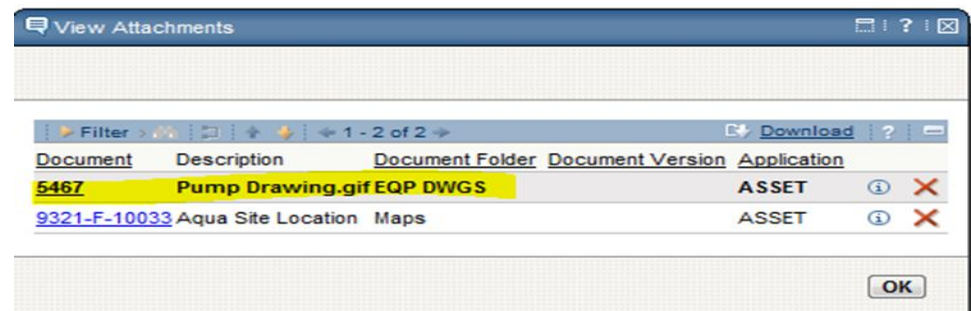 View Attachments ?
Filter 1 - 2 of 2 Download ?
Document Description Document Folder Document Version Application
5467 Pump Drawing.gif EQP DWGS ASSET
9321-F-10033 Aqua Site Location Maps ASSET
OK